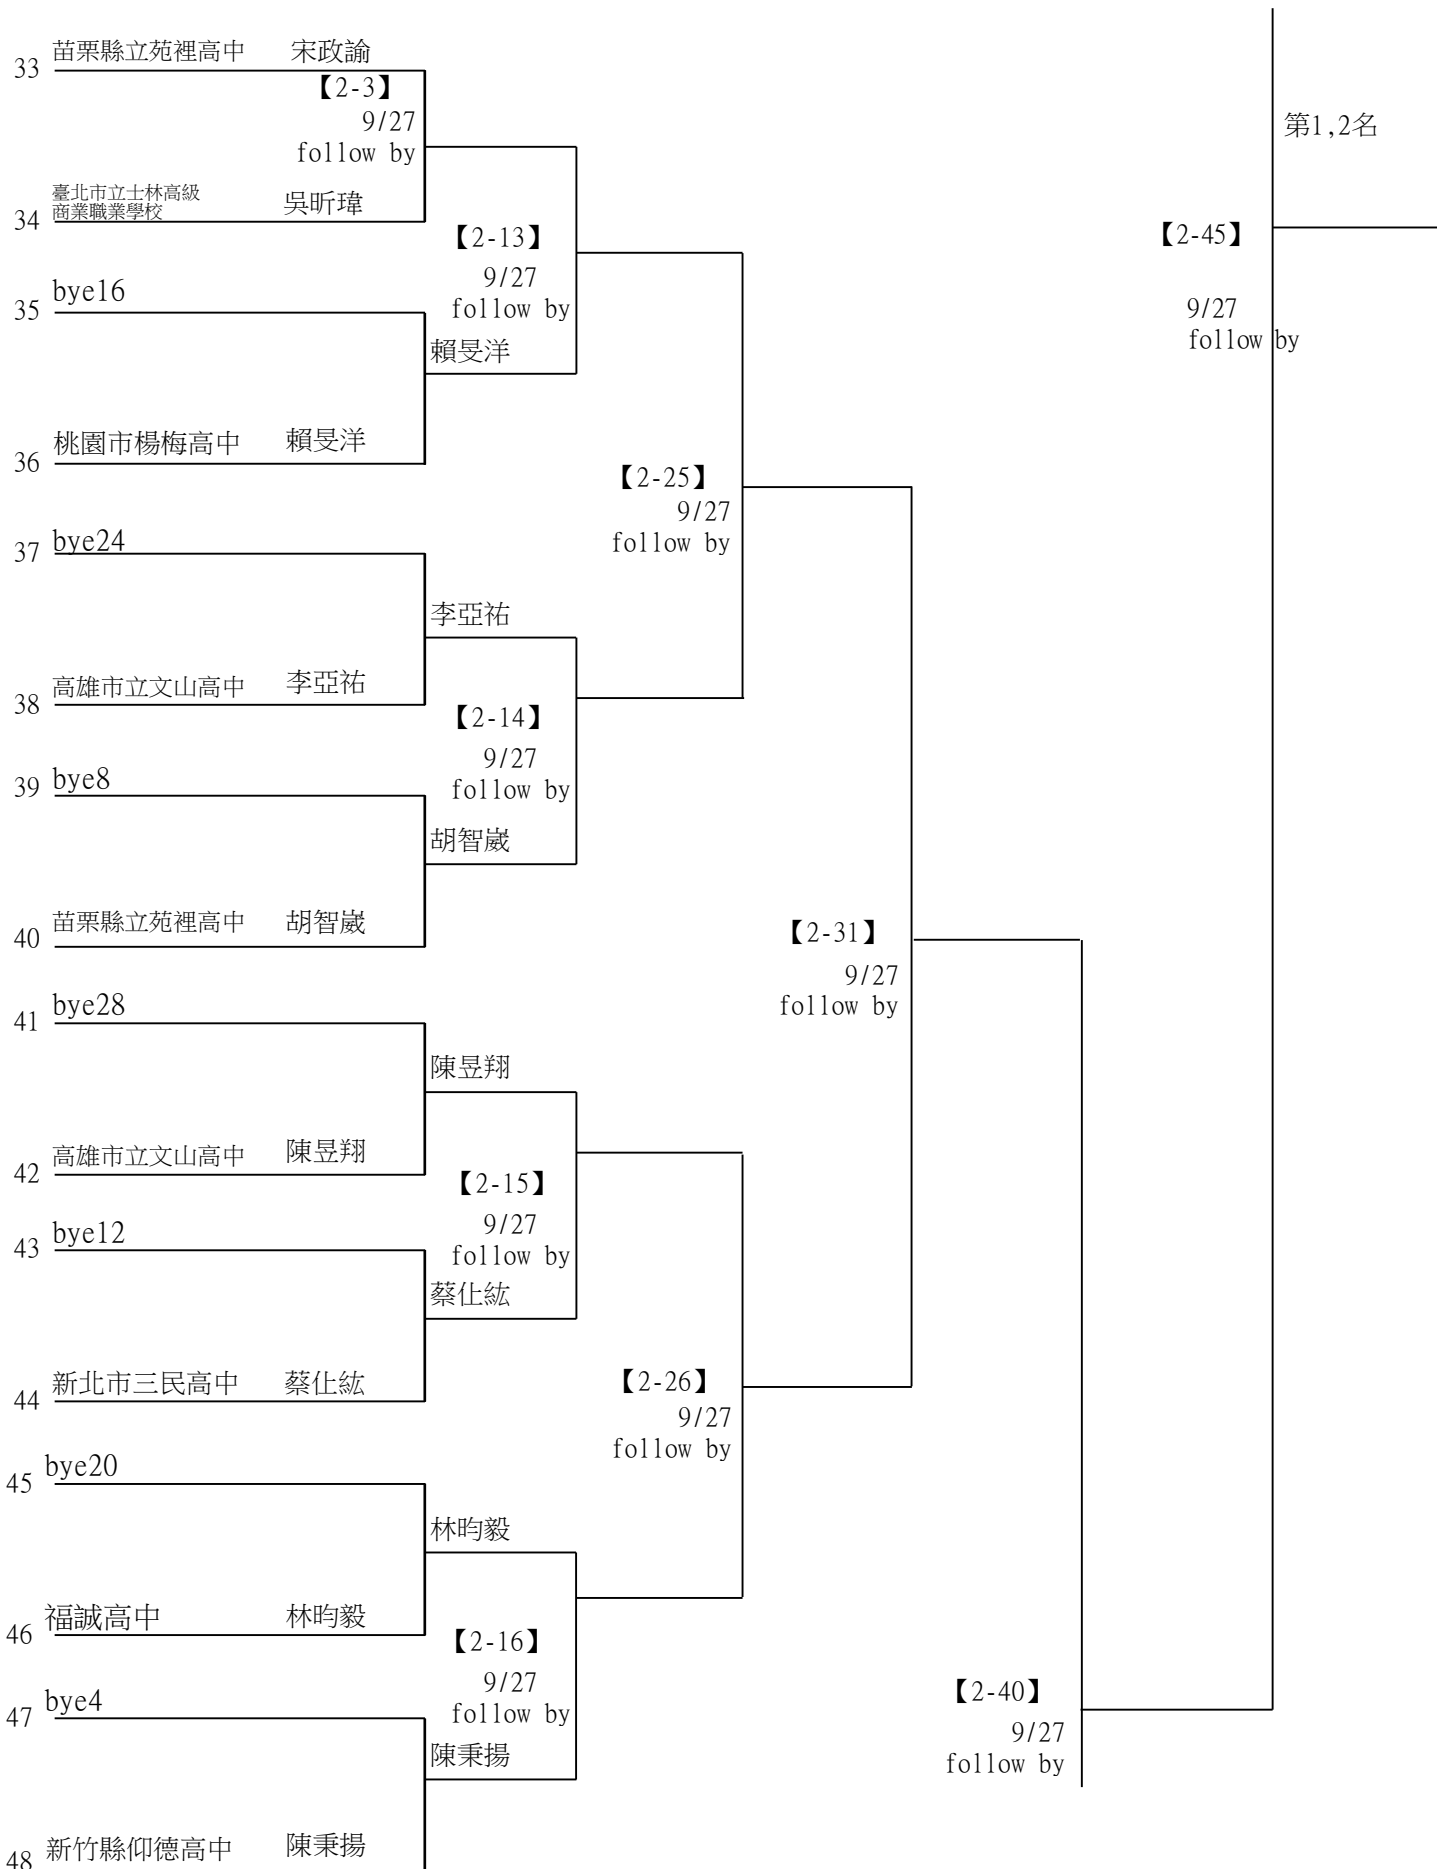 33 苗栗縣立苑裡高中 宋政諭
【2-3】
9/27
follow by
第1,2名
34 臺北市立士林高級
商業職業學校 吳昕瑋
【2-13】
9/27
follow by
【2-45】
9/27
follow by
35 bye16
賴旻洋
36 桃園市楊梅高中 賴旻洋
【2-25】
9/27
follow by
37 bye24
李亞祐
38 高雄市立文山高中 李亞祐
【2-14】
9/27
follow by
39 bye8
胡智崴
40 苗栗縣立苑裡高中 胡智崴
【2-31】
9/27
follow by
41 bye28
陳昱翔
42 高雄市立文山高中 陳昱翔
【2-15】
9/27
follow by
43 bye12
蔡仕紘
44 新北市三民高中 蔡仕紘
【2-26】
9/27
follow by
45 bye20
林昀毅
46 福誠高中 林昀毅
【2-16】
9/27
follow by
47 bye4
陳秉揚
【2-40】
9/27
follow by
48 新竹縣仰德高中 陳秉揚